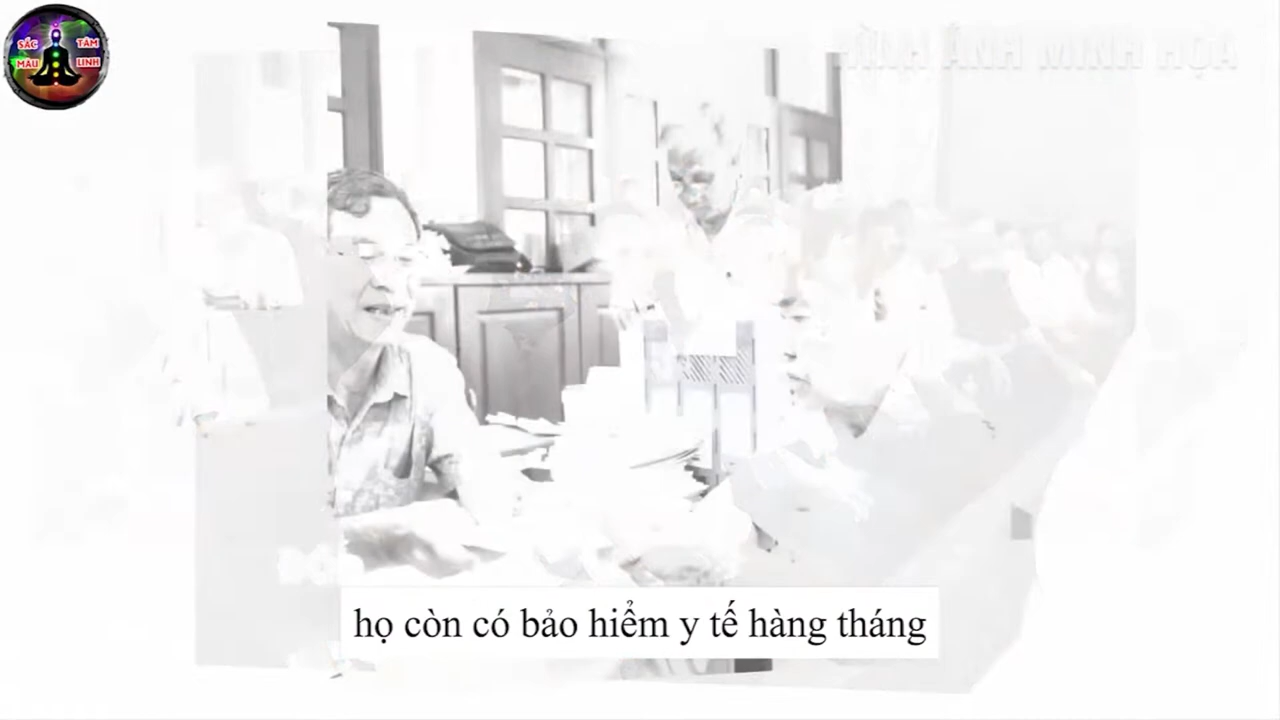 SẮC TÂM
MÀU LINH
HÌNH ẢNH MINH HỌA
họ còn có bảo hiểm y tế hàng tháng